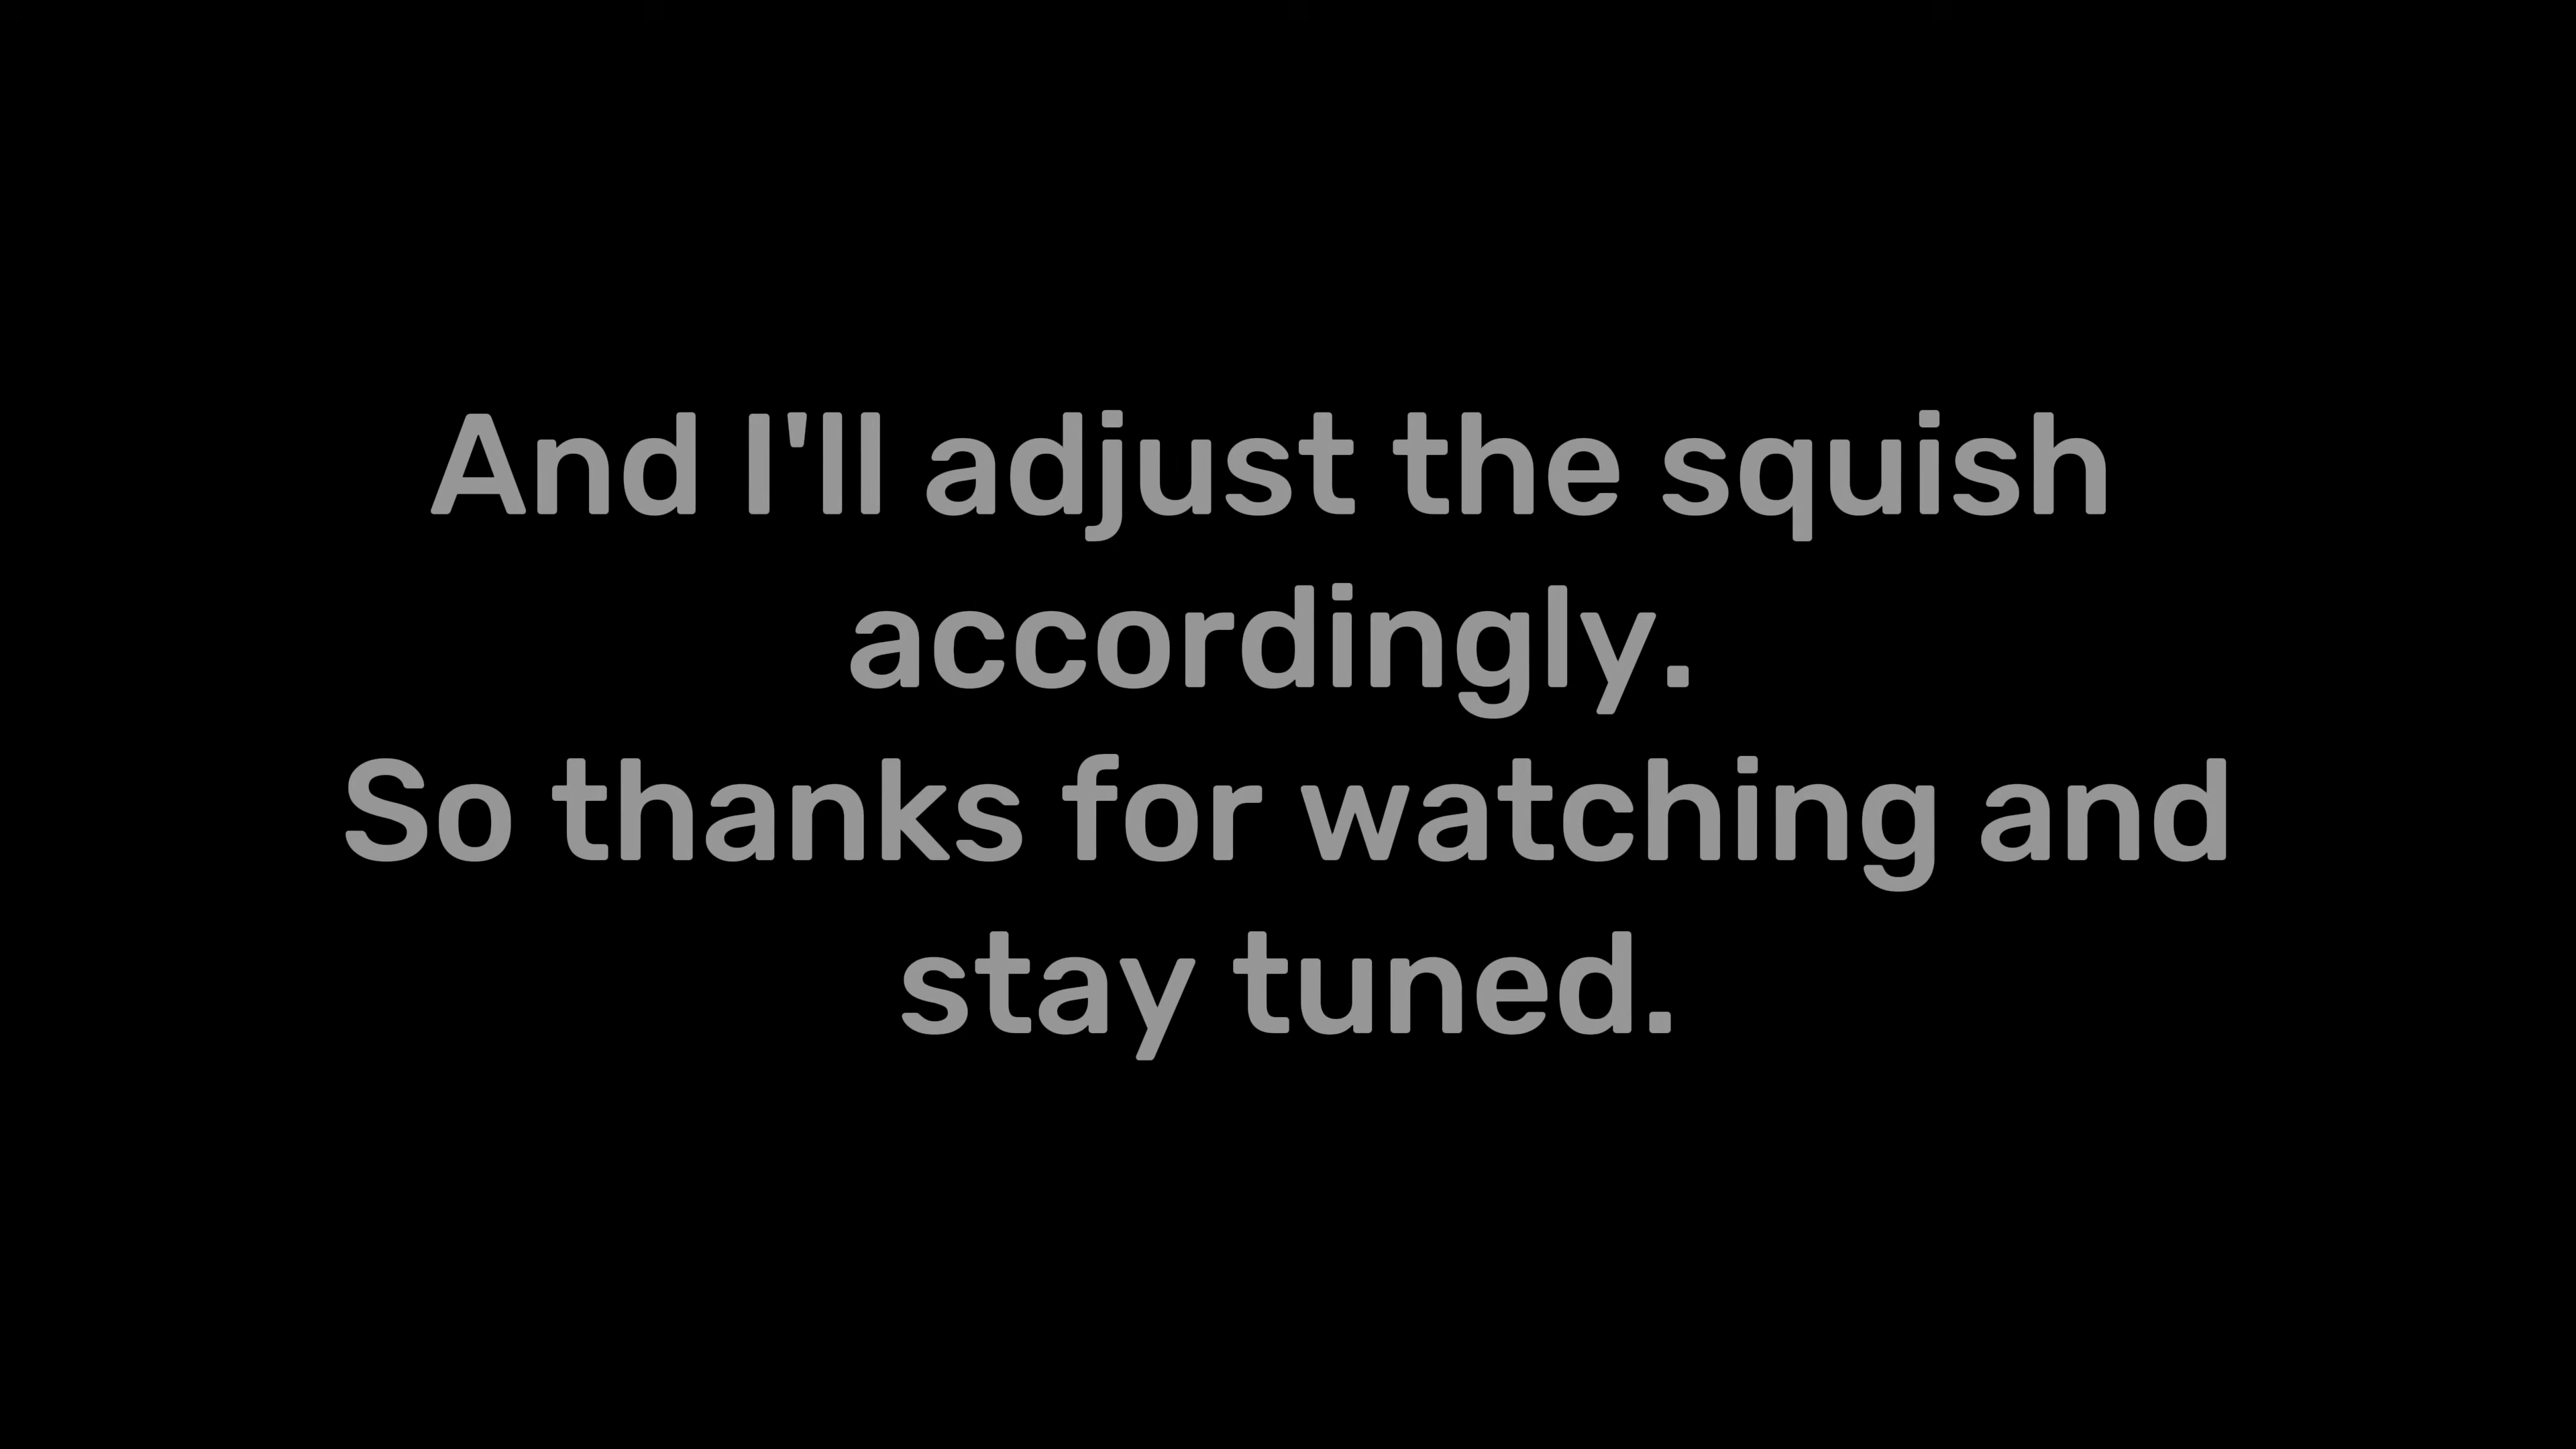 And I'll adjust the squish
accordingly.
So thanks for watching and
stay tuned.